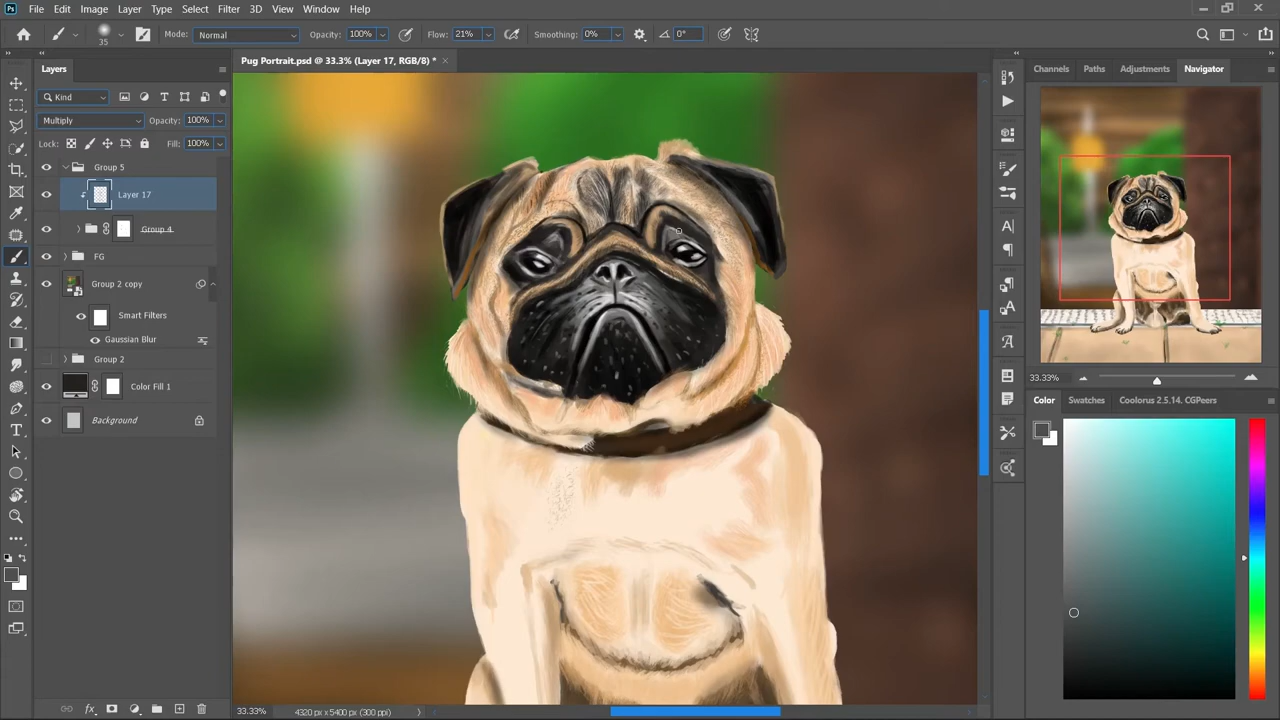 Ps File Edit Image Layer Type Select Filter 3D View Window Help
35 Mode: Normal Opacity: 100% Flow: 21% Smoothing: 0% 0°
Layers
Pug Portrait.psd @ 33.3% (Layer 17, RGB/8) *
Channels Paths Adjustments Navigator
Kind
Multiply Opacity: 100%
Lock: Fill: 100%
Group 5
Layer 17
Group 4
FG
Group 2 copy
Smart Filters
Gaussian Blur
Group 2
Color Fill 1
Background
33.33%
Color Swatches Coolorus 2.5.14. CGPeers
33.33% 4320 px x 5400 px (300 ppi)